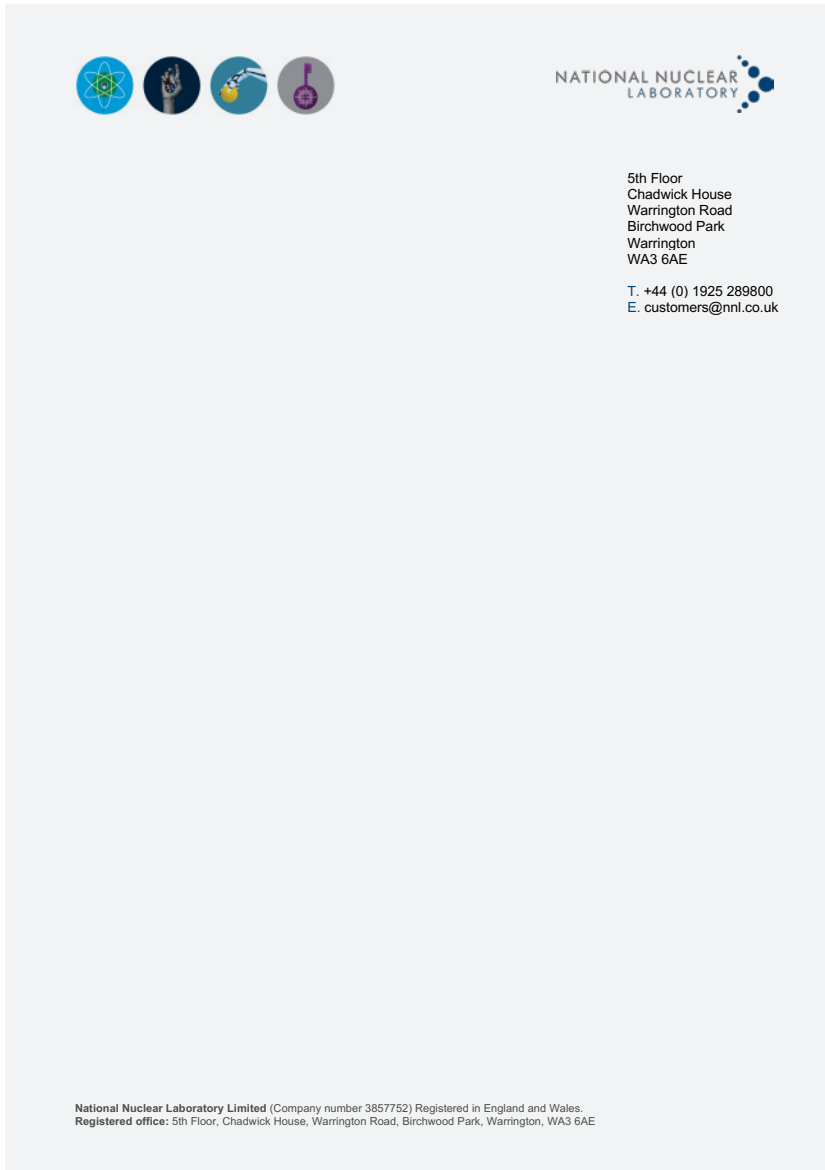 NATIONAL NUCLEAR
LABORATORY
5th Floor
Chadwick House
Warrington Road
Birchwood Park
Warrington
WA3 6AE
T. +44 (0) 1925 289800
E. customers@nnl.co.uk
National Nuclear Laboratory Limited (Company number 3857752) Registered in England and Wales.
Registered office: 5th Floor, Chadwick House, Warrington Road, Birchwood Park, Warrington, WA3 6AE